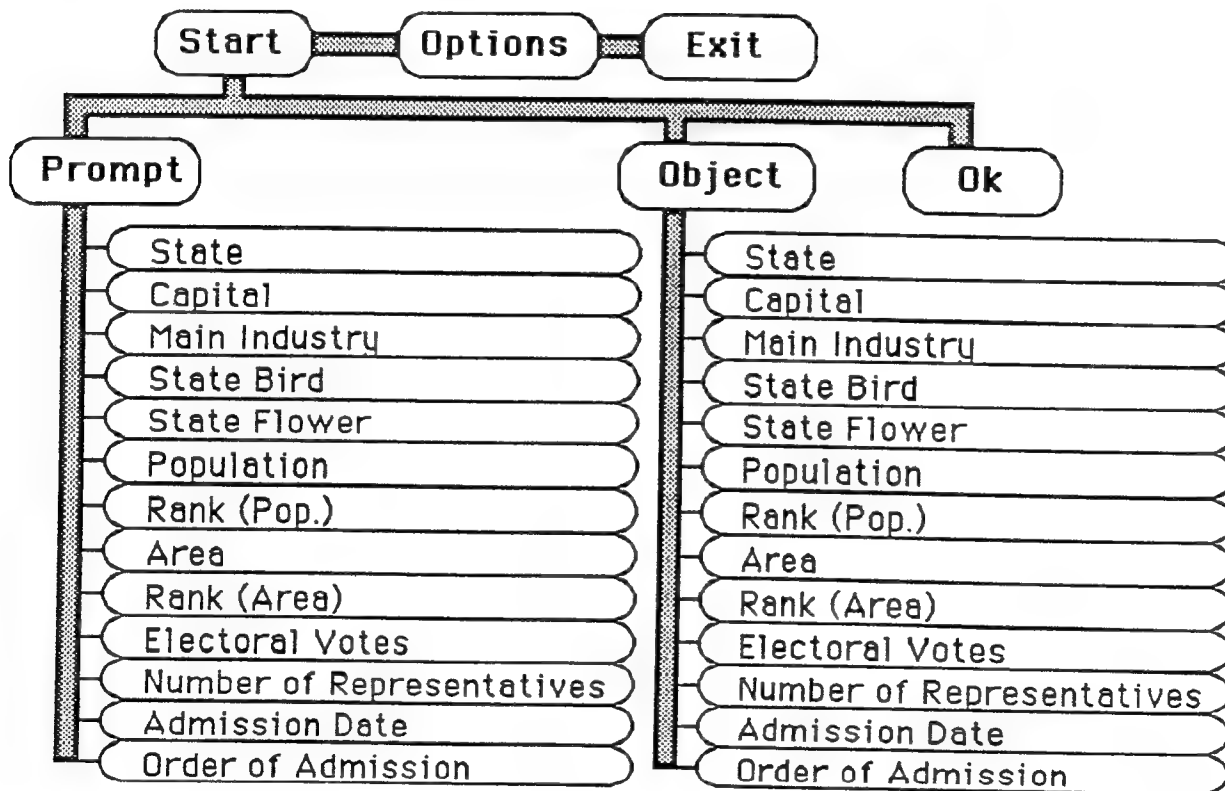 Start Options Exit
Prompt Object Ok
State
Capital
Main Industry
State Bird
State Flower
Population
Rank (Pop.)
Area
Rank (Area)
Electoral Votes
Number of Representatives
Admission Date
Order of Admission
State
Capital
Main Industry
State Bird
State Flower
Population
Rank (Pop.)
Area
Rank (Area)
Electoral Votes
Number of Representatives
Admission Date
Order of Admission